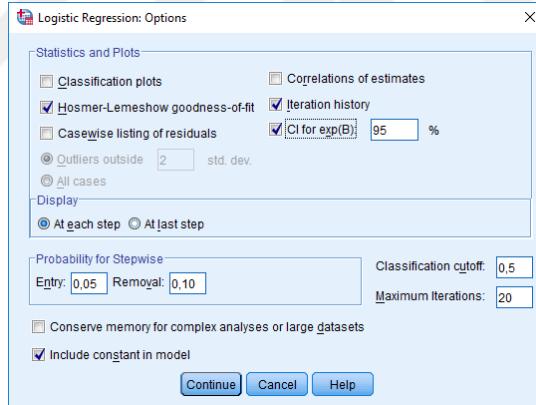 Logistic Regression: Options
Statistics and Plots
Classification plots
Correlations of estimates
Hosmer-Lemeshow goodness-of-fit
Iteration history
Casewise listing of residuals
CI for exp(B): 95 %
Outliers outside 2 std. dev.
All cases
Display
At each step At last step
Probability for Stepwise
Entry: 0,05 Removal: 0,10
Classification cutoff: 0,5
Maximum Iterations: 20
Conserve memory for complex analyses or large datasets
Include constant in model
Continue Cancel Help